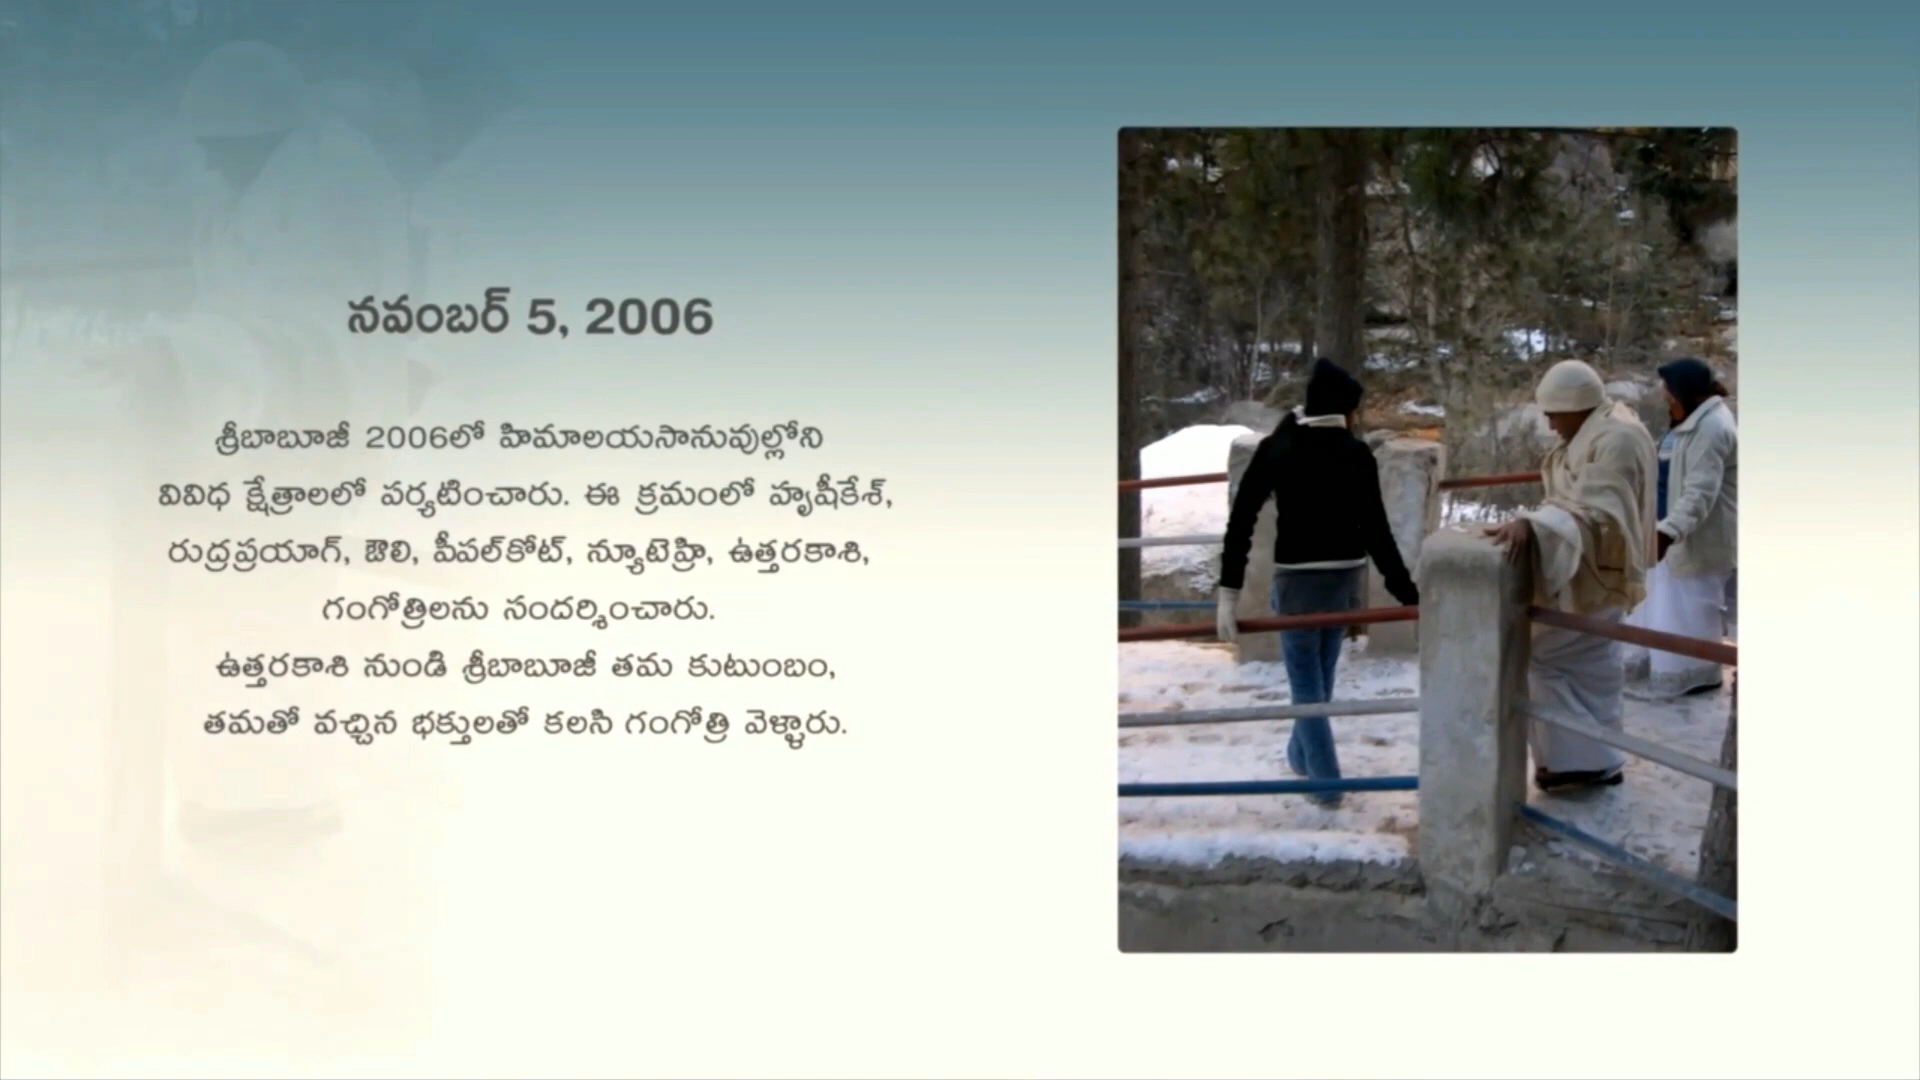 నవంబర్ 5, 2006
శ్రీబాబూజీ 2006లో హిమాలయసానువుల్లోని
వివిధ క్షేత్రాలలో పర్యటించారు. ఈ క్రమంలో హృషీకేశ్,
రుద్రప్రయాగ్, ఔలి, పీపల్‌కోట్, న్యూటెహ్రి, ఉత్తరకాశి,
గంగోత్రిలను సందర్శించారు.
ఉత్తరకాశి నుండి శ్రీబాబూజీ తమ కుటుంబం,
తమతో వచ్చిన భక్తులతో కలసి గంగోత్రి వెళ్ళారు.